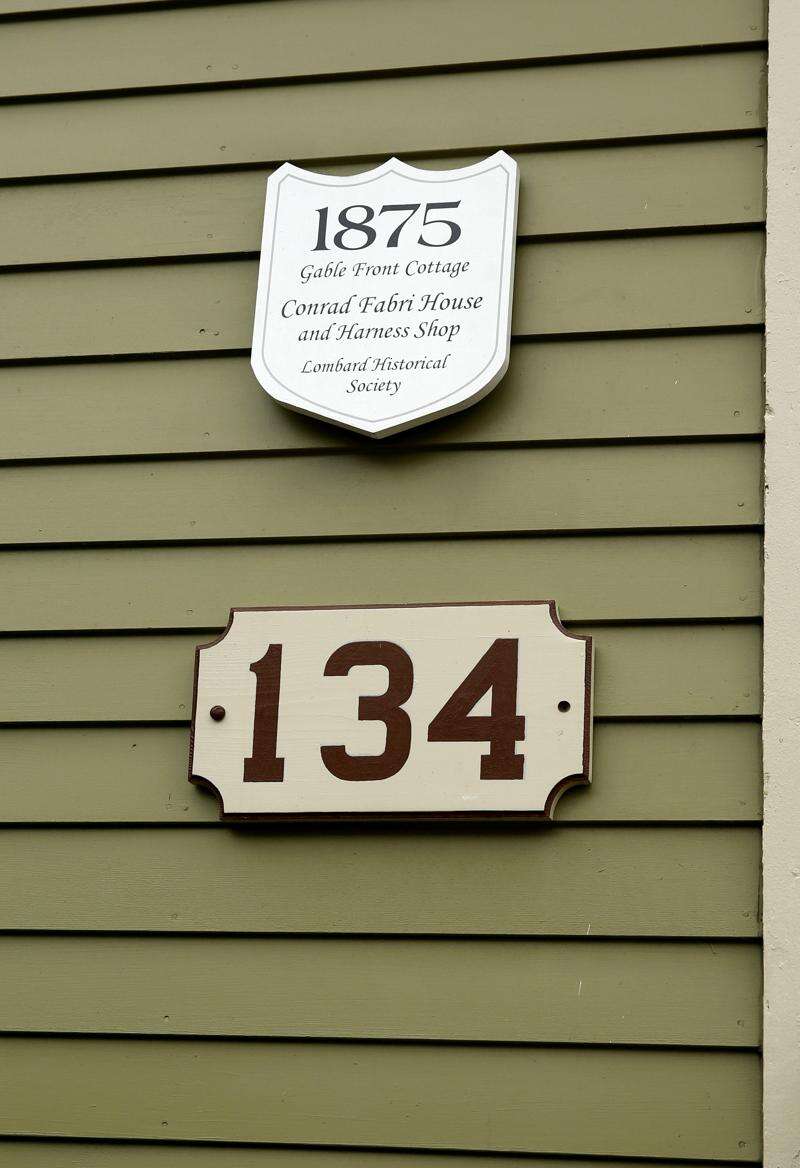 1875
Gable Front Cottage
Conrad Fabri House
and Harness Shop
Lombard Historical
Society
134